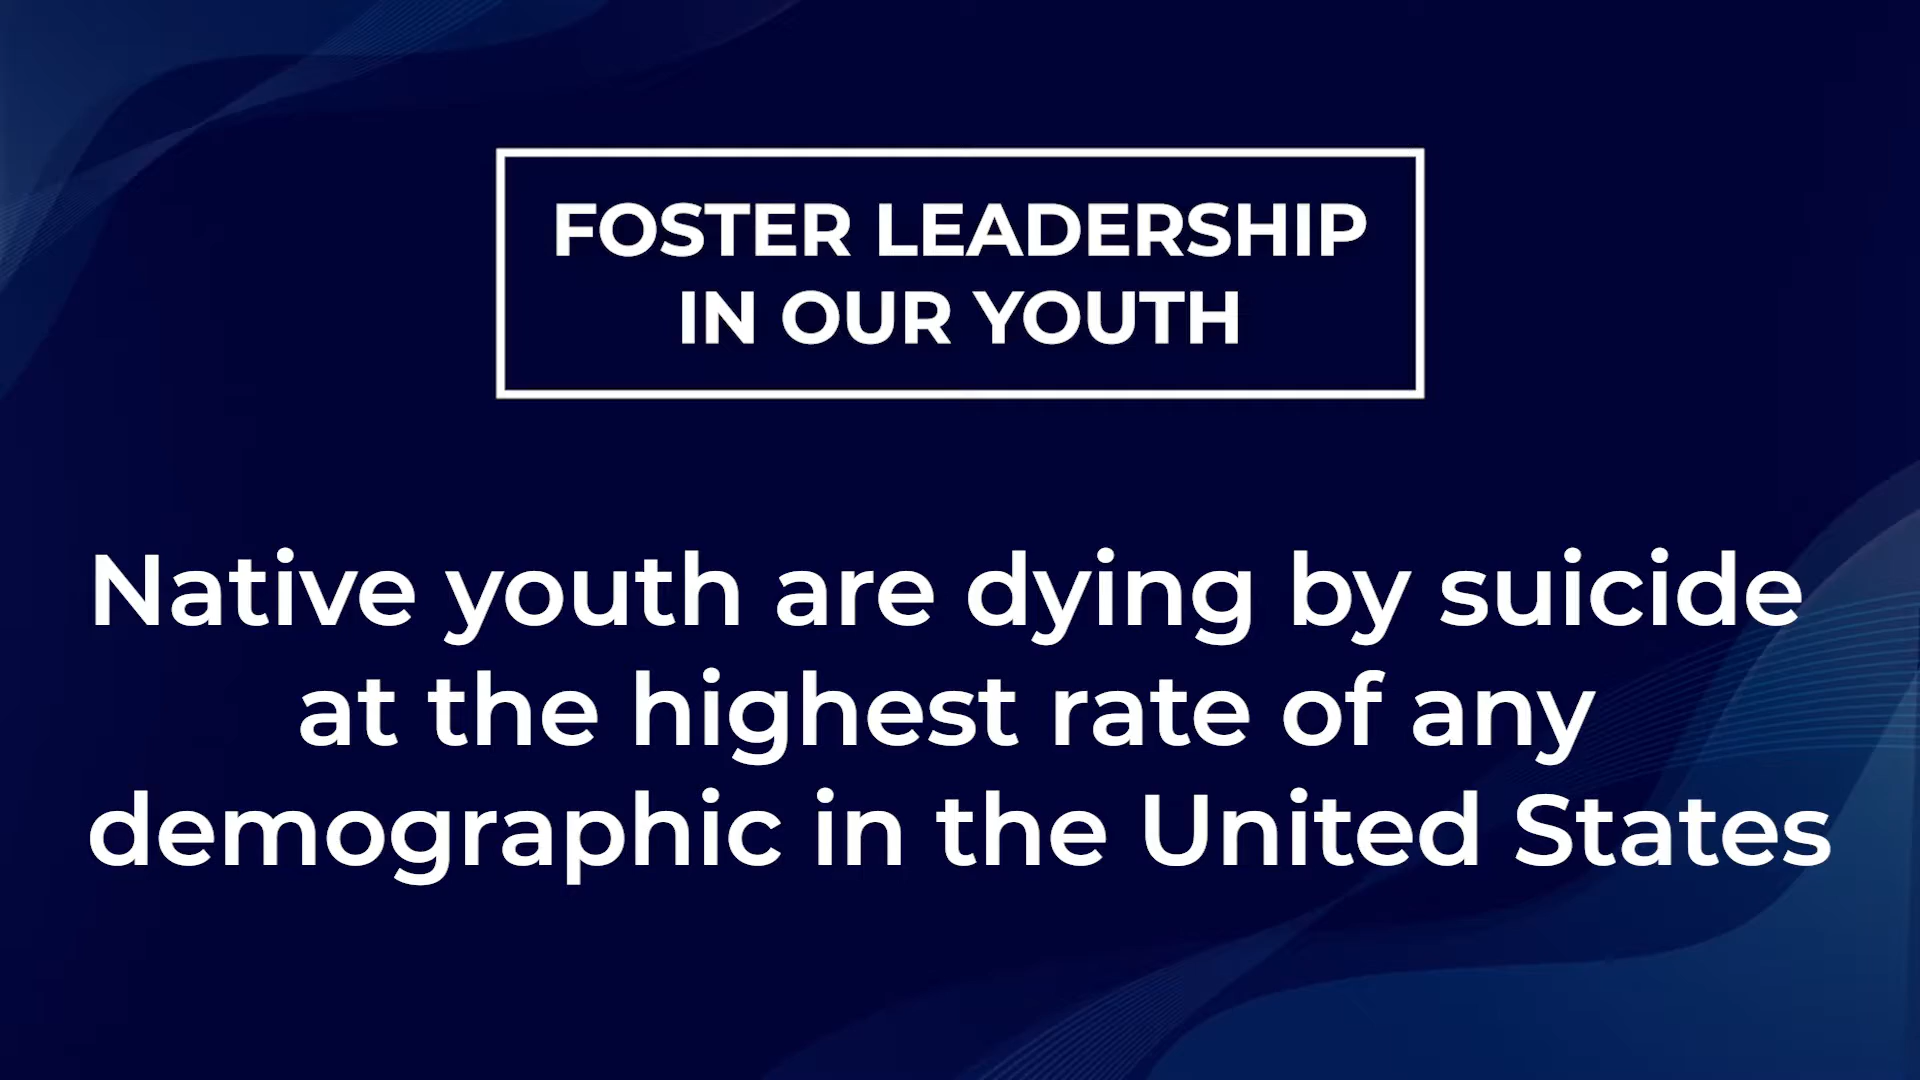 FOSTER LEADERSHIP
IN OUR YOUTH
Native youth are dying by suicide
at the highest rate of any
demographic in the United States